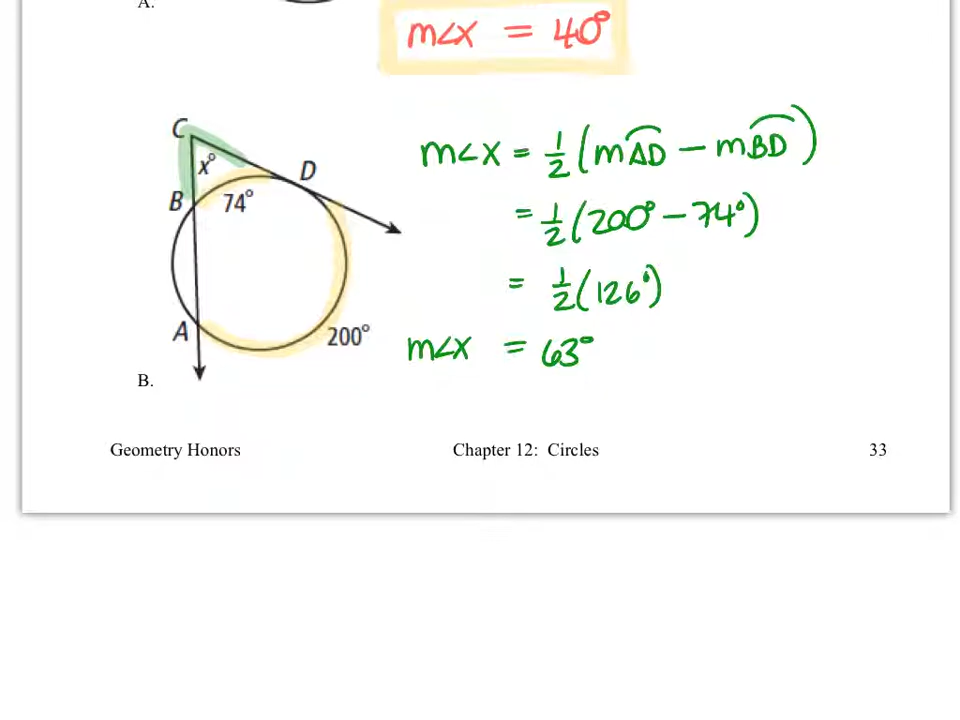 A.
m∠x = 40°
C
x°
D
B
74°
A
200°
B.
m∠x = 1/2 (mAD − mBD)
= 1/2 (200° − 74°)
= 1/2 (126°)
m∠x = 63°
Geometry Honors Chapter 12: Circles 33